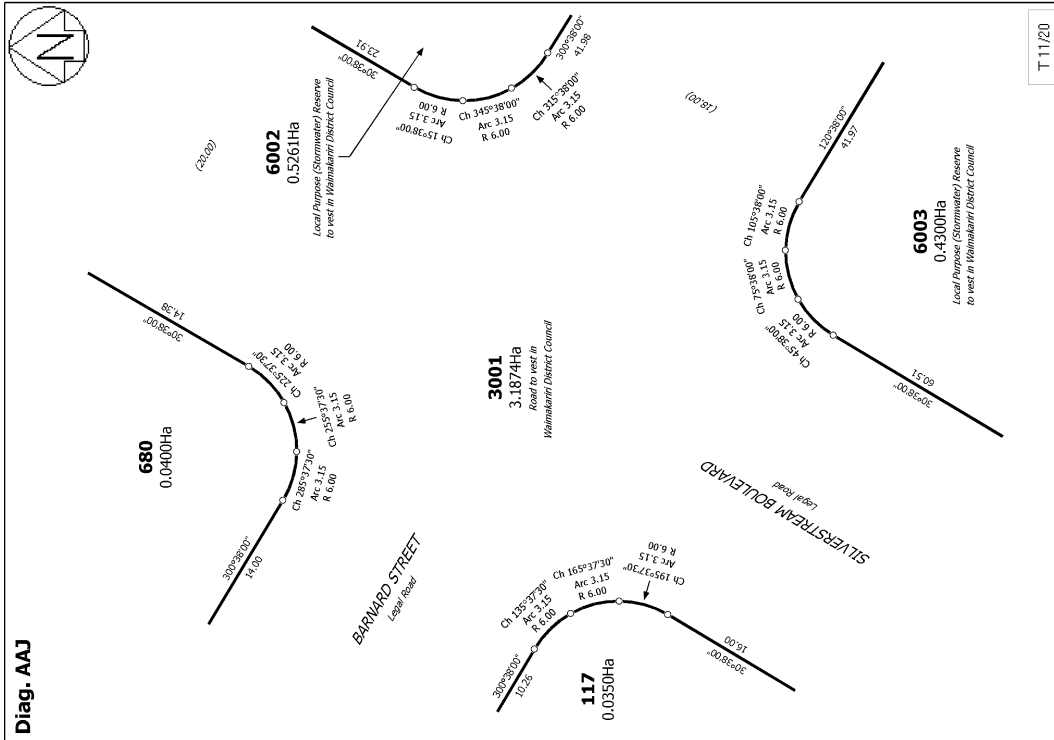 Diag. AAJ
N
T 11/20
30°38'00"
23.91
300°38'00"
41.98
Ch 15°38'00"
Arc 3.15
R 6.00
Ch 345°38'00"
Arc 3.15
R 6.00
Ch 315°38'00"
Arc 3.15
R 6.00
6002
0.5261Ha
Local Purpose (Stormwater) Reserve
to vest in Waimakariri District Council
(20.00)
(16.00)
30°38'00"
14.38
Ch 225°37'30"
Arc 3.15
R 6.00
Ch 255°37'30"
Arc 3.15
R 6.00
Ch 285°37'30"
Arc 3.15
R 6.00
680
0.0400Ha
300°38'00"
14.00
3001
3.1874Ha
Road to vest in
Waimakariri District Council
120°38'00"
41.97
Ch 105°38'00"
Arc 3.15
R 6.00
Ch 75°38'00"
Arc 3.15
R 6.00
Ch 45°38'00"
Arc 3.15
R 6.00
6003
0.4300Ha
Local Purpose (Stormwater) Reserve
to vest in Waimakariri District Council
60.51
30°38'00"
BARNARD STREET
Legal Road
SILVERSTREAM BOULEVARD
Legal Road
300°38'00"
10.26
Ch 135°37'30"
Arc 3.15
R 6.00
Ch 165°37'30"
Arc 3.15
R 6.00
Ch 195°37'30"
Arc 3.15
R 6.00
117
0.0350Ha
16.00
30°38'00"